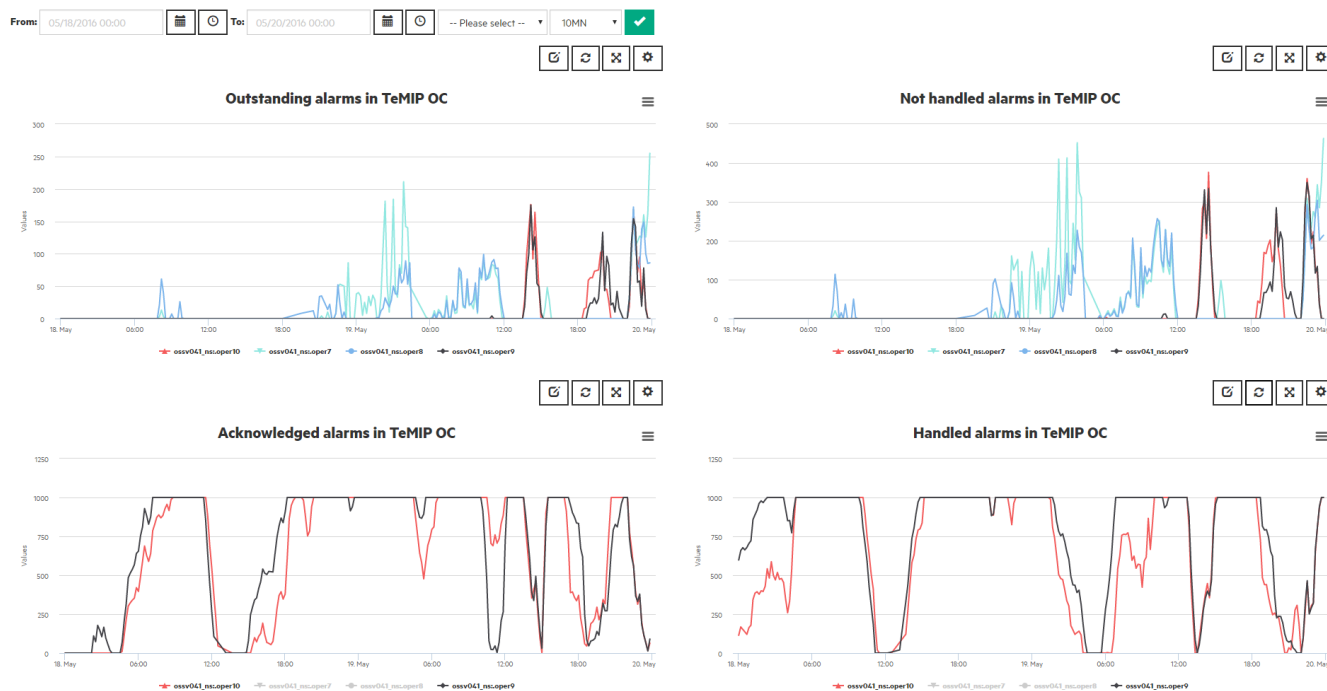 From: 05/18/2016 00:00 To: 05/20/2016 00:00 -- Please select -- 10MN
Outstanding alarms in TeMIP OC
300
250
200
150
100
50
0
Values
18. May 06:00 12:00 18:00 19. May 06:00 12:00 18:00 20. May
ossv041_ns:.oper10 ossv041_ns:.oper7 ossv041_ns:.oper8 ossv041_ns:.oper9
Not handled alarms in TeMIP OC
500
400
300
200
100
0
Values
18. May 06:00 12:00 18:00 19. May 06:00 12:00 18:00 20. May
ossv041_ns:.oper10 ossv041_ns:.oper7 ossv041_ns:.oper8 ossv041_ns:.oper9
Acknowledged alarms in TeMIP OC
1250
1000
750
500
250
0
Values
18. May 06:00 12:00 18:00 19. May 06:00 12:00 18:00 20. May
ossv041_ns:.oper10 ossv041_ns:.oper7 ossv041_ns:.oper8 ossv041_ns:.oper9
Handled alarms in TeMIP OC
1250
1000
750
500
250
0
Values
18. May 06:00 12:00 18:00 19. May 06:00 12:00 18:00 20. May
ossv041_ns:.oper10 ossv041_ns:.oper7 ossv041_ns:.oper8 ossv041_ns:.oper9